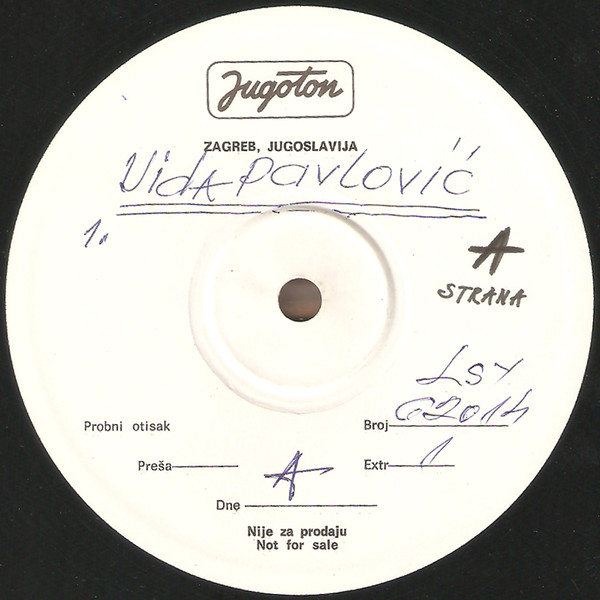 Jugoton
ZAGREB, JUGOSLAVIJA
Vida Pavlović
1.
A
STRANA
LSY
Probni otisak
Broj 62014
Preša
A
Extr 1
Dne
Nije za prodaju
Not for sale